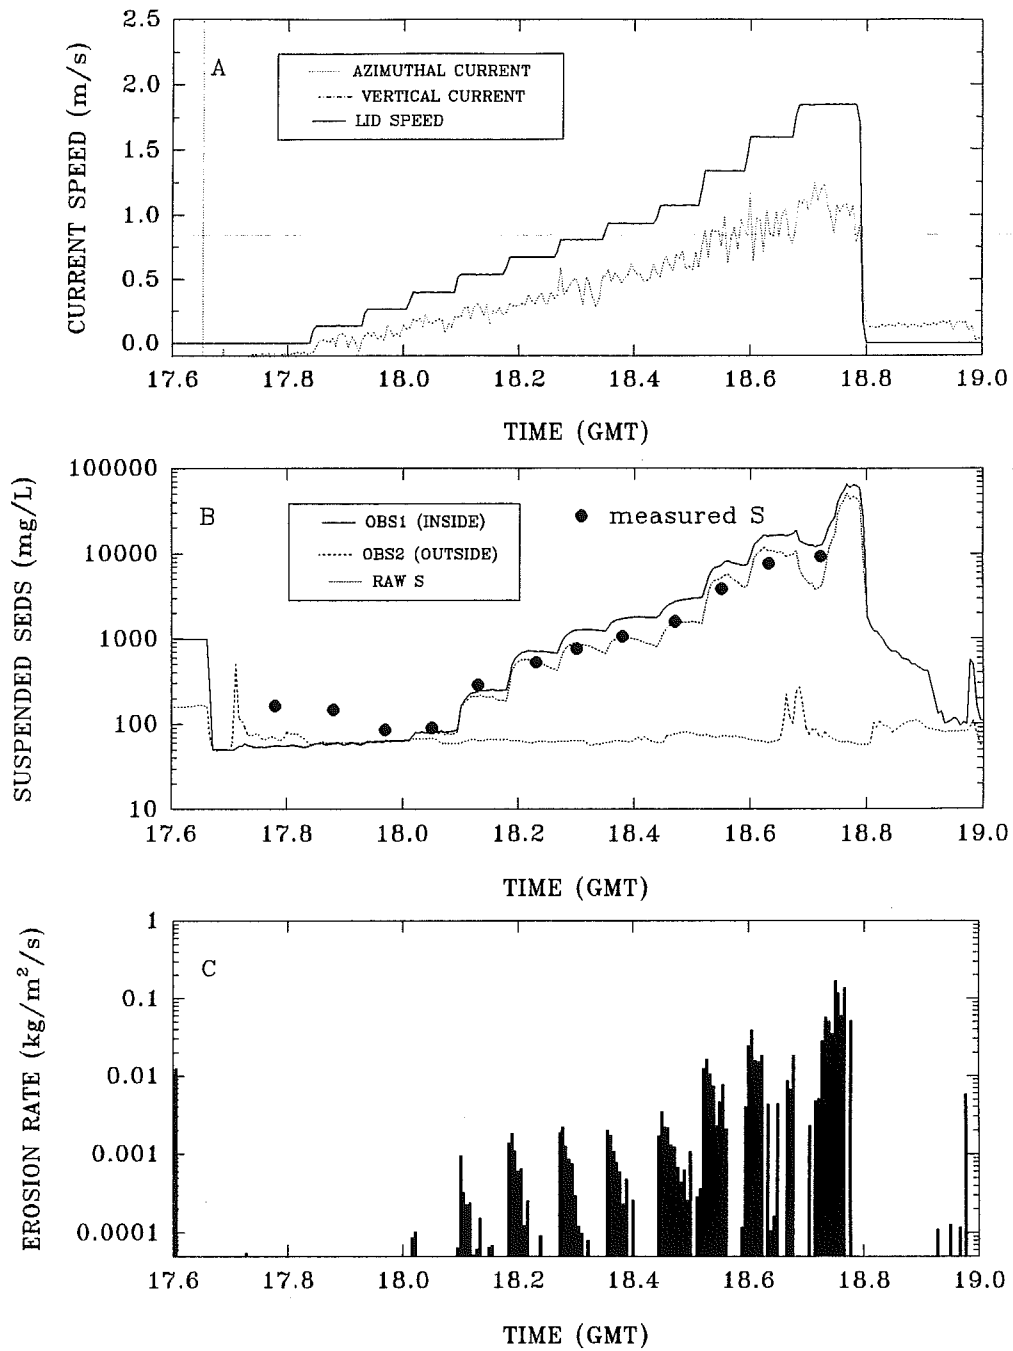 A
AZIMUTHAL CURRENT
VERTICAL CURRENT
LID SPEED
CURRENT SPEED (m/s)
2.5
2.0
1.5
1.0
0.5
0.0
17.6 17.8 18.0 18.2 18.4 18.6 18.8 19.0
TIME (GMT)
B
OBS1 (INSIDE)
OBS2 (OUTSIDE)
RAW S
measured S
SUSPENDED SEDS (mg/L)
100000
10000
1000
100
10
17.6 17.8 18.0 18.2 18.4 18.6 18.8 19.0
TIME (GMT)
C
EROSION RATE (kg/m²/s)
1
0.1
0.01
0.001
0.0001
17.6 17.8 18.0 18.2 18.4 18.6 18.8 19.0
TIME (GMT)